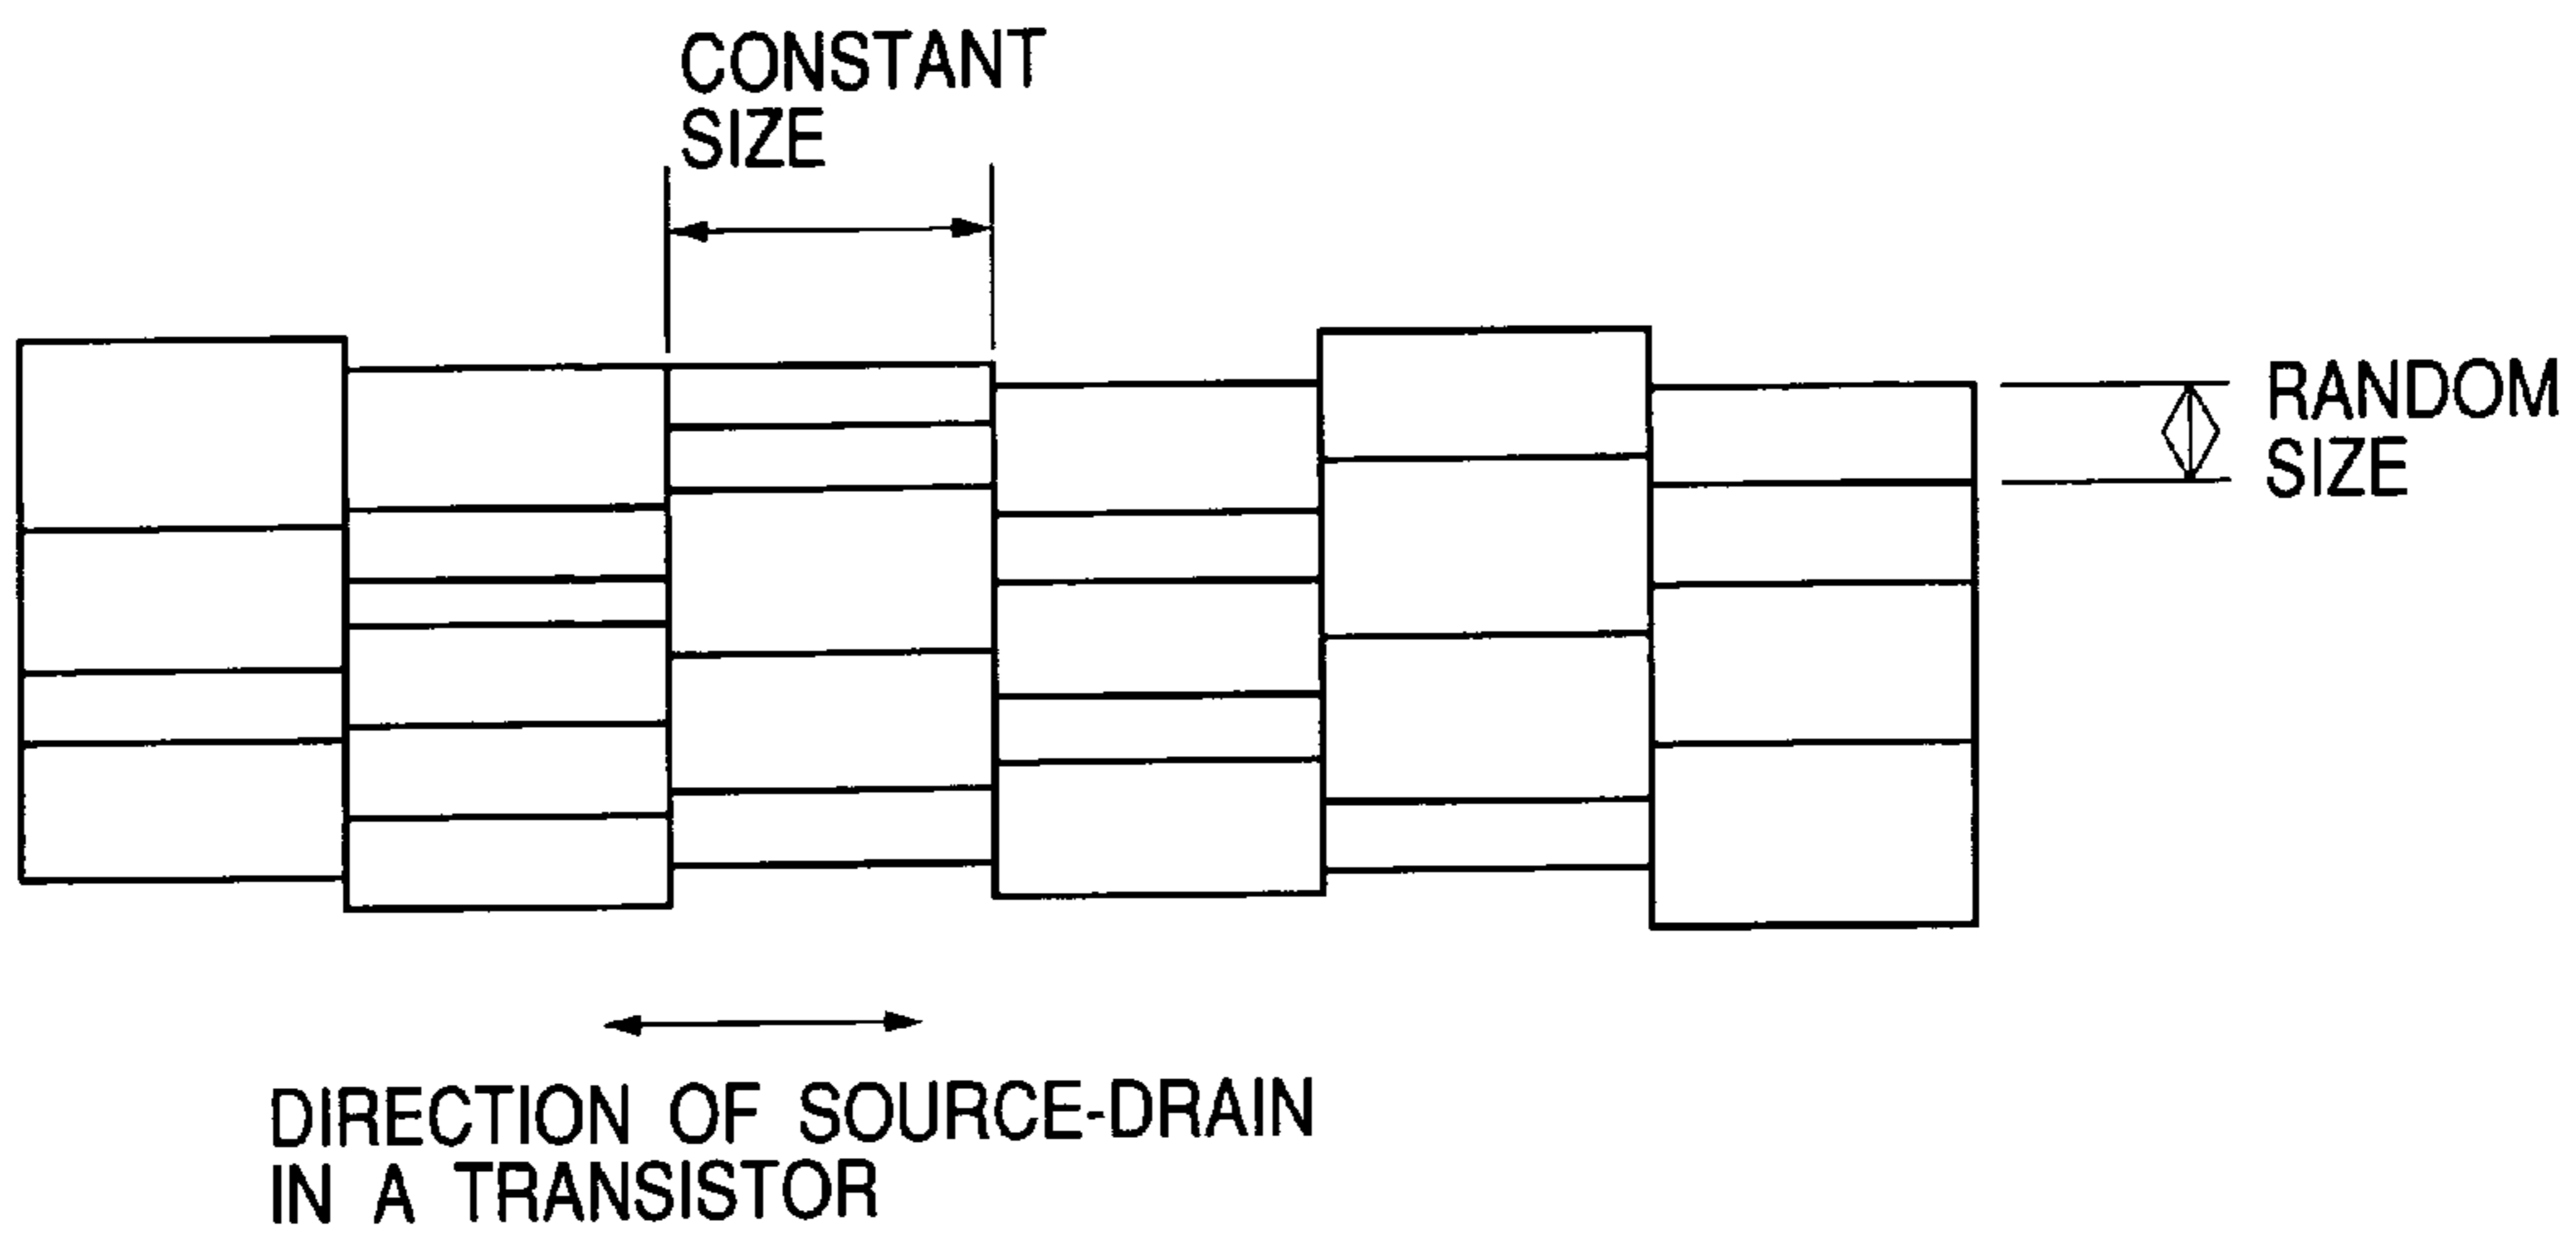 CONSTANT
SIZE
RANDOM
SIZE
DIRECTION OF SOURCE-DRAIN
IN A TRANSISTOR